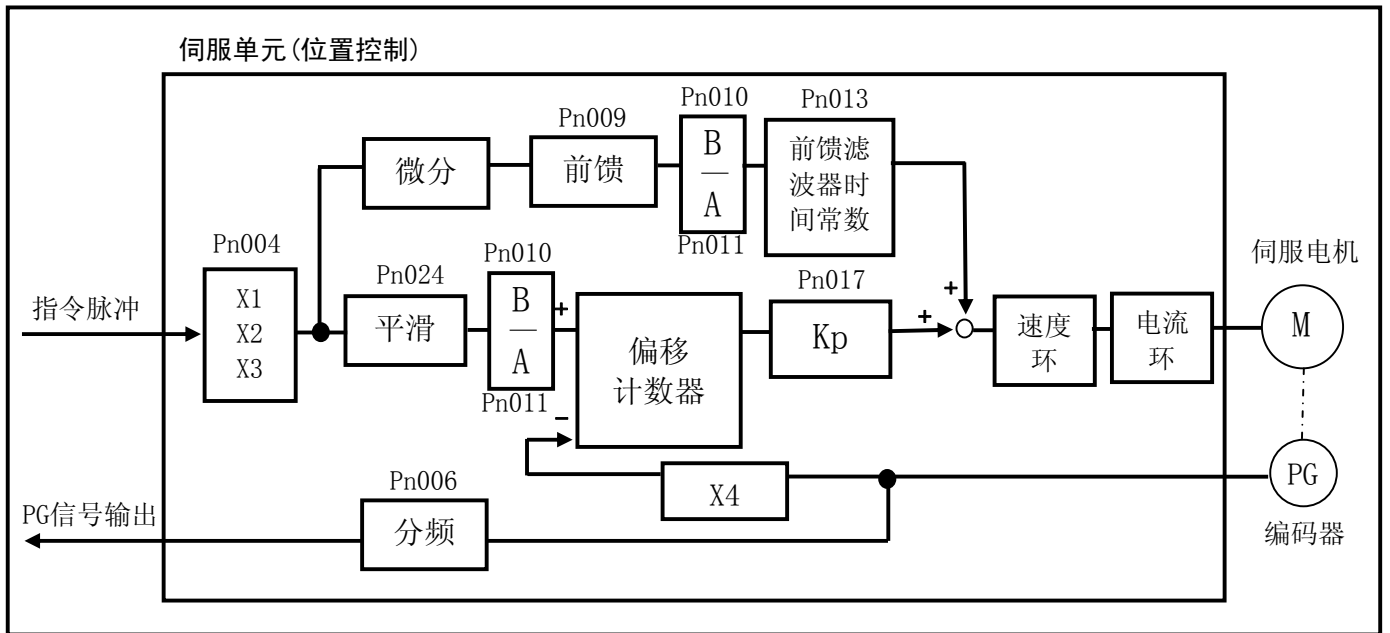 伺服单元(位置控制)
Pn009
Pn010
Pn013
微分
前馈
B
A
Pn011
前馈滤
波器时
间常数
Pn004
X1
X2
X3
指令脉冲
Pn024
平滑
Pn010
B
A
Pn011
+
-
偏移
计数器
Pn017
Kp
+
+
速度
环
电流
环
伺服电机
M
PG
编码器
X4
Pn006
分频
PG信号输出